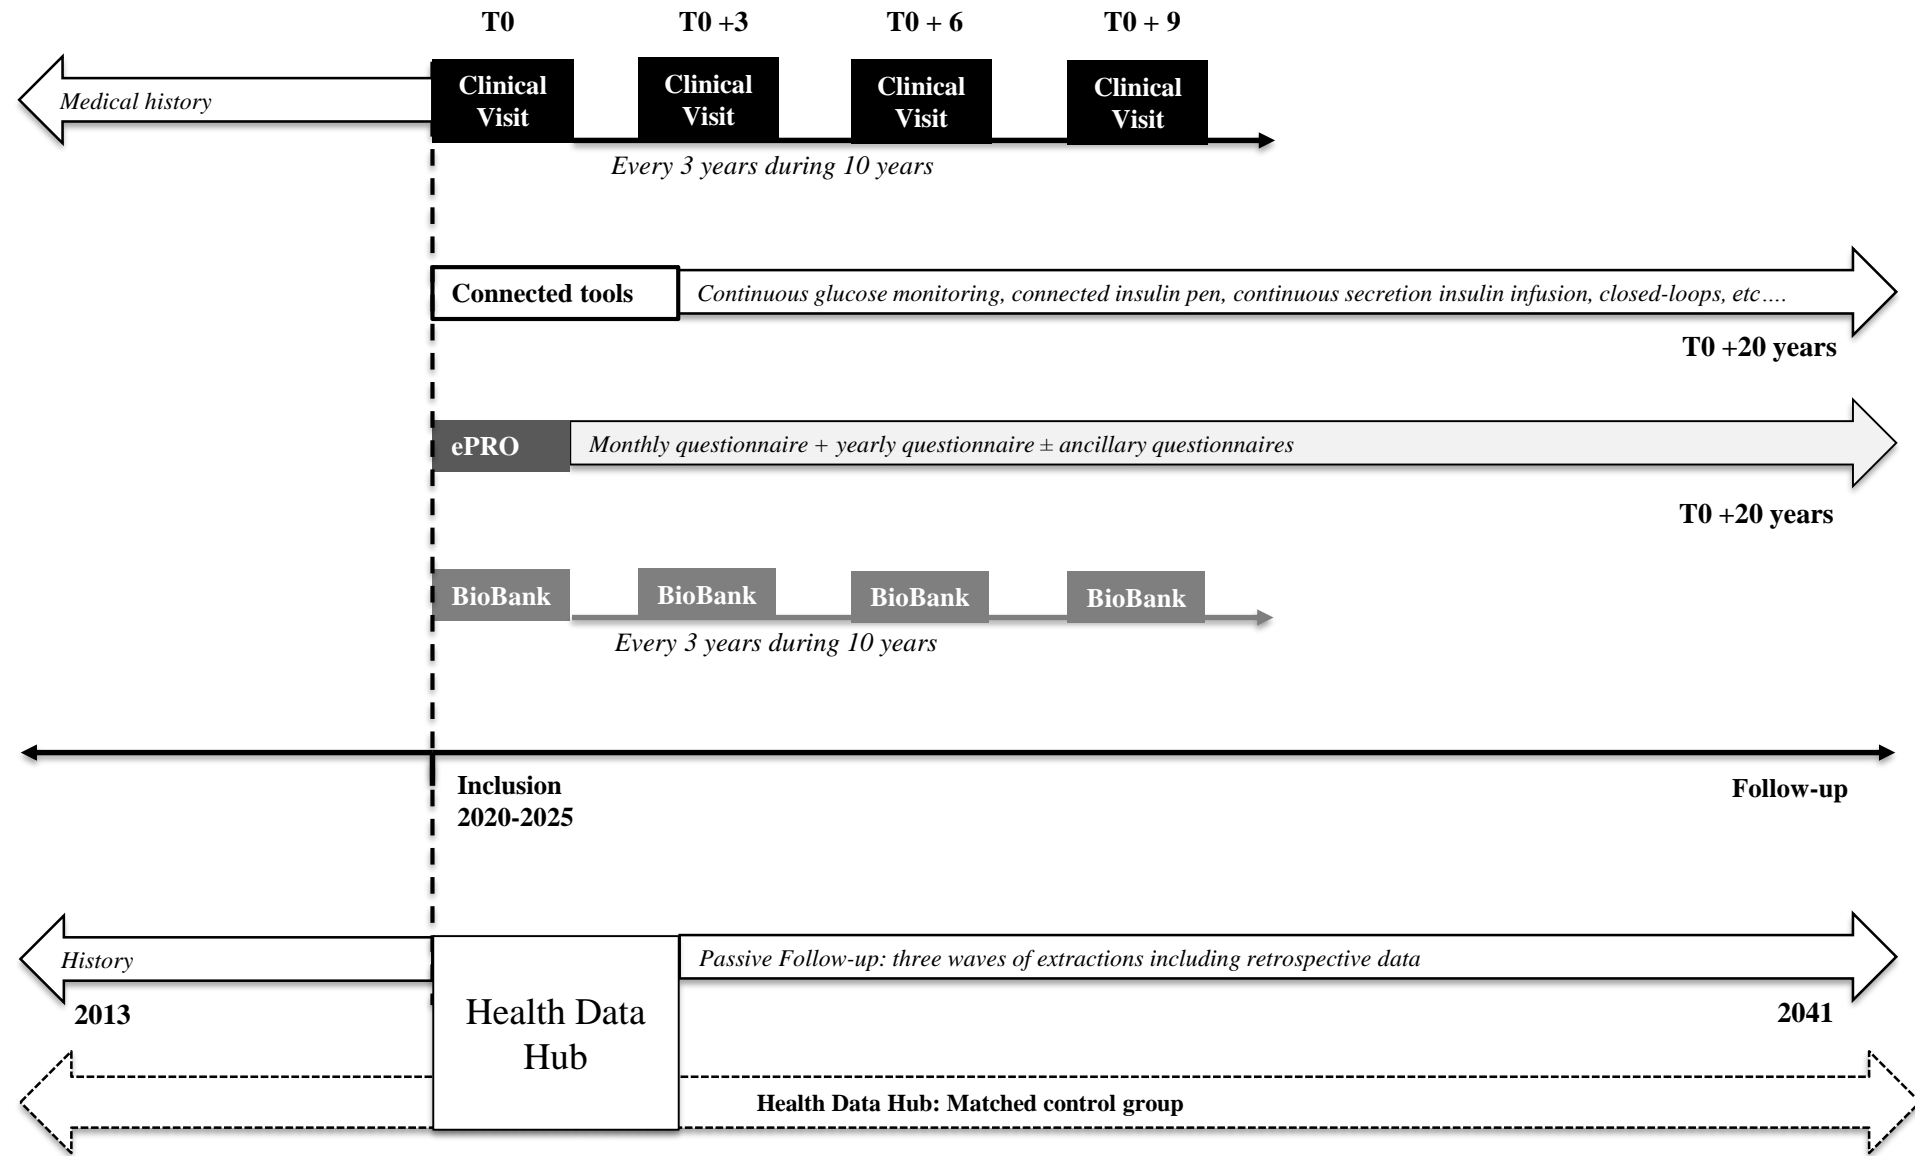 T0
T0 +3
T0 + 6
T0 + 9
Medical history
Clinical
Visit
Clinical
Visit
Clinical
Visit
Clinical
Visit
Every 3 years during 10 years
Connected tools
Continuous glucose monitoring, connected insulin pen, continuous secretion insulin infusion, closed-loops, etc….
T0 +20 years
ePRO
Monthly questionnaire + yearly questionnaire ± ancillary questionnaires
T0 +20 years
BioBank
BioBank
BioBank
BioBank
Every 3 years during 10 years
Inclusion
2020-2025
Follow-up
History
Passive Follow-up: three waves of extractions including retrospective data
2013
Health Data
Hub
2041
Health Data Hub: Matched control group